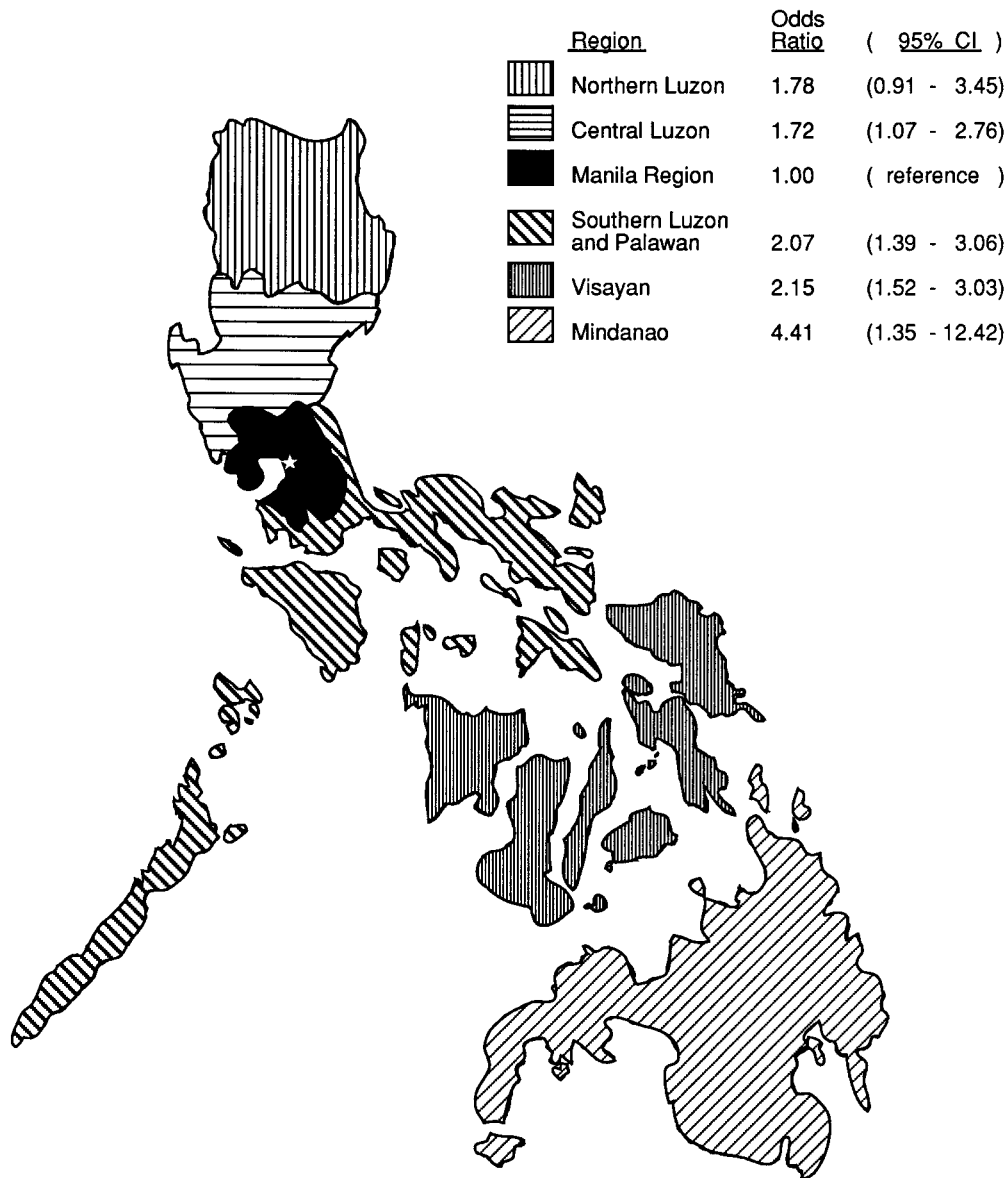 Odds
Region Ratio ( 95% CI )
Northern Luzon 1.78 (0.91 - 3.45)
Central Luzon 1.72 (1.07 - 2.76)
Manila Region 1.00 ( reference )
Southern Luzon
and Palawan 2.07 (1.39 - 3.06)
Visayan 2.15 (1.52 - 3.03)
Mindanao 4.41 (1.35 - 12.42)